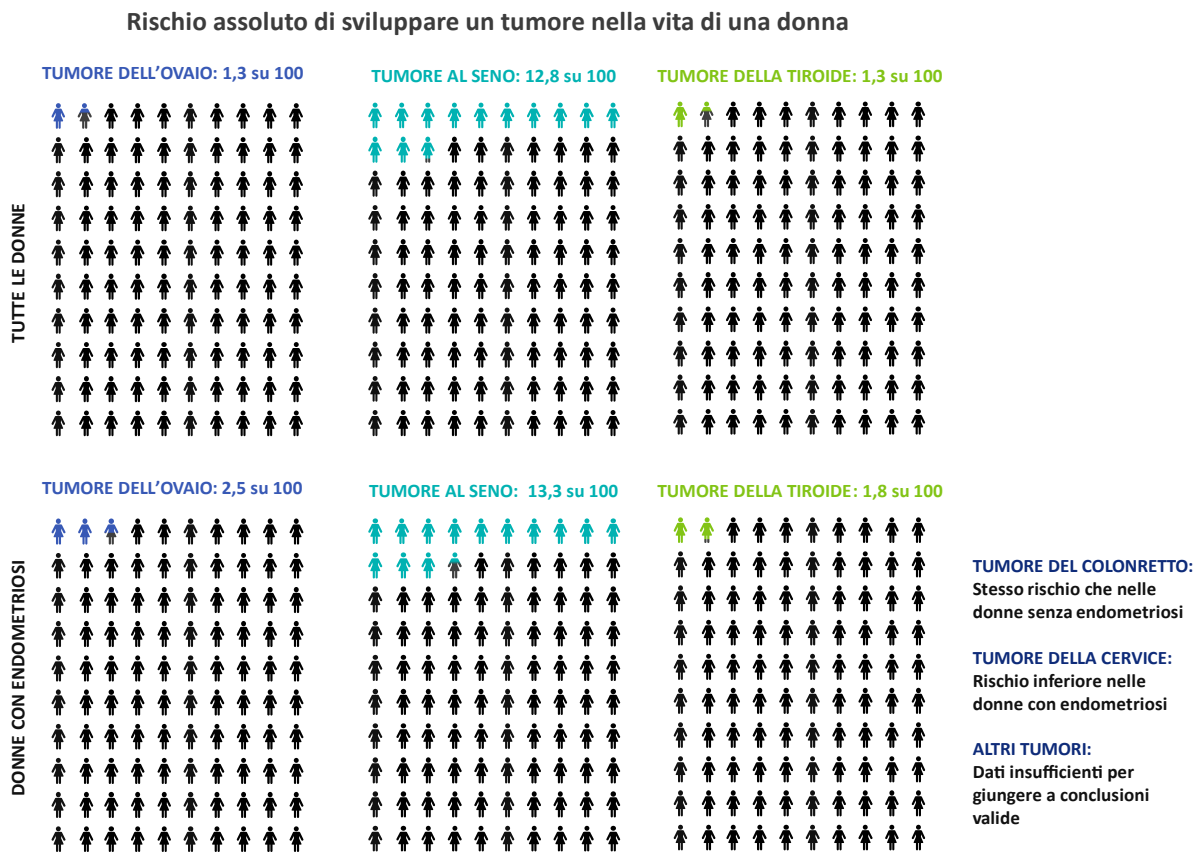 Rischio assoluto di sviluppare un tumore nella vita di una donna
TUTTE LE DONNE
TUMORE DELL'OVAIO: 1,3 su 100
TUMORE AL SENO: 12,8 su 100
TUMORE DELLA TIROIDE: 1,3 su 100
DONNE CON ENDOMETRIOSI
TUMORE DELL'OVAIO: 2,5 su 100
TUMORE AL SENO: 13,3 su 100
TUMORE DELLA TIROIDE: 1,8 su 100
TUMORE DEL COLONRETTO:
Stesso rischio che nelle
donne senza endometriosi
TUMORE DELLA CERVICE:
Rischio inferiore nelle
donne con endometriosi
ALTRI TUMORI:
Dati insufficienti per
giungere a conclusioni
valide